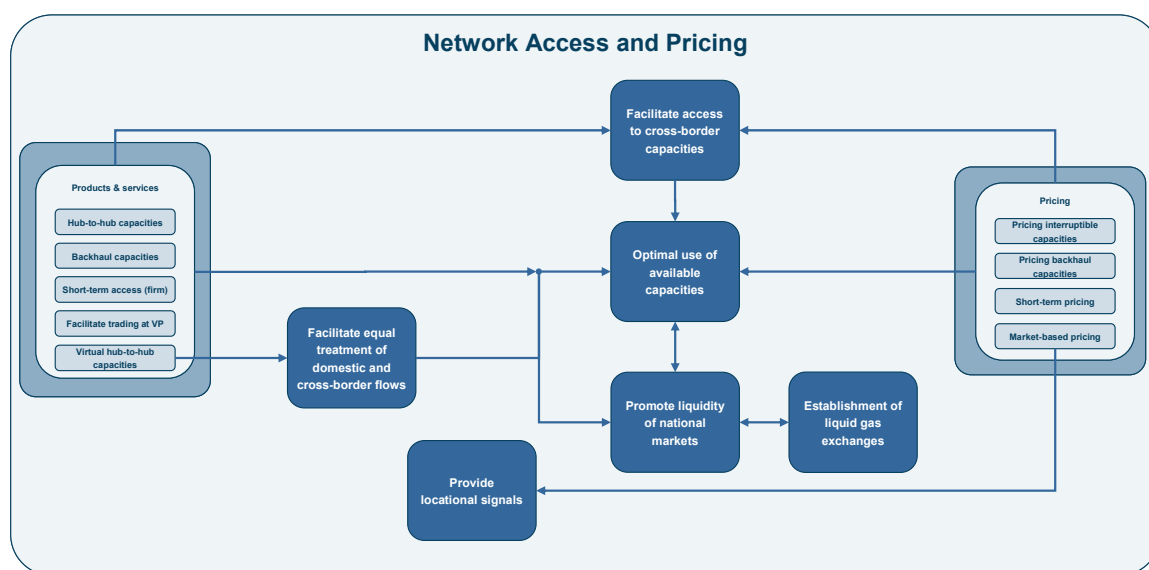 Network Access and Pricing
Facilitate access
to cross-border
capacities
Products & services
Hub-to-hub capacities
Backhaul capacities
Short-term access (firm)
Facilitate trading at VP
Virtual hub-to-hub
capacities
Facilitate equal
treatment of
domestic and
cross-border flows
Optimal use of
available
capacities
Promote liquidity
of national
markets
Establishment of
liquid gas
exchanges
Provide
locational signals
Pricing
Pricing interruptible
capacities
Pricing backhaul
capacities
Short-term pricing
Market-based pricing